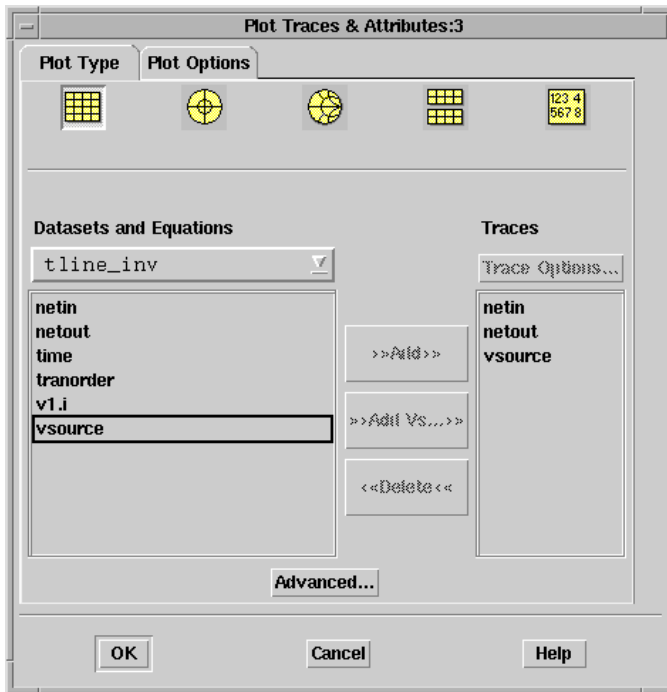 Plot Traces & Attributes:3
Plot Type
Plot Options
123 4
567 8
Datasets and Equations
Traces
tline_inv
Trace Options...
netin
netout
time
tranorder
v1.i
vsource
»Add»
»Add Vs...»
«Delete«
netin
netout
vsource
Advanced...
OK
Cancel
Help